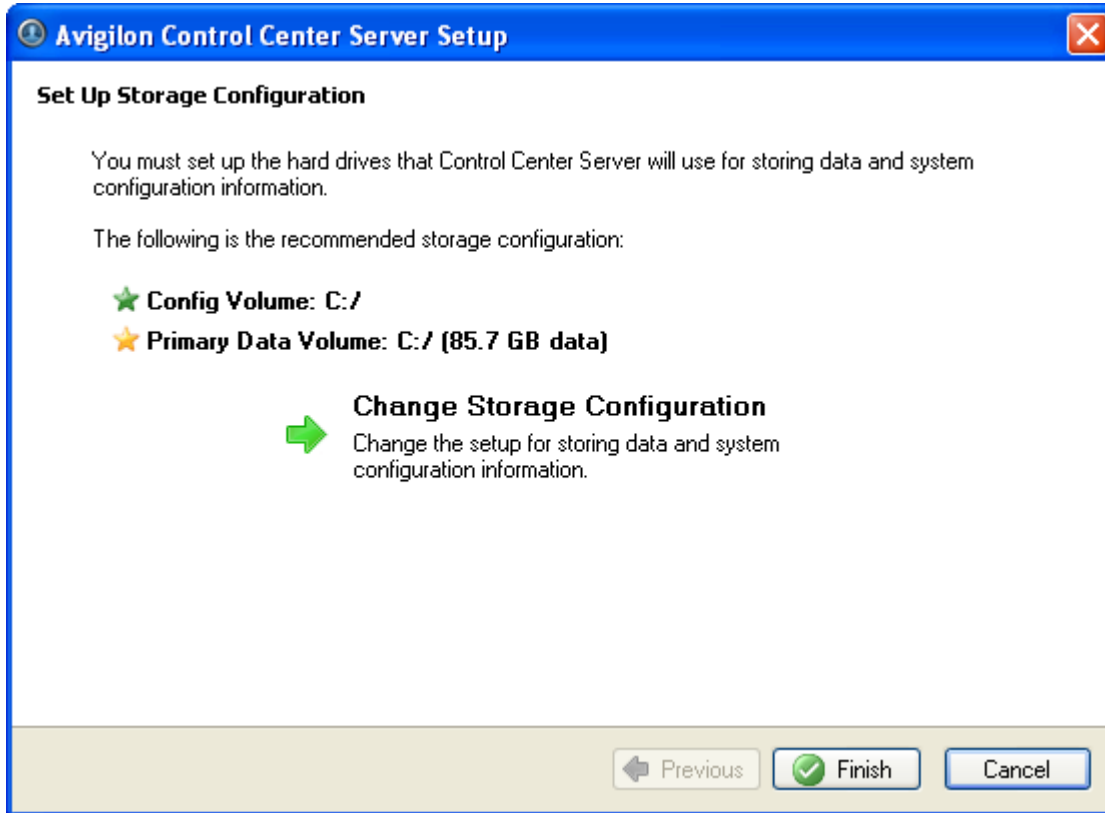 Avigilon Control Center Server Setup
Set Up Storage Configuration
You must set up the hard drives that Control Center Server will use for storing data and system
configuration information.
The following is the recommended storage configuration:
Config Volume: C:/
Primary Data Volume: C:/ (85.7 GB data)
Change Storage Configuration
Change the setup for storing data and system
configuration information.
Previous Finish Cancel